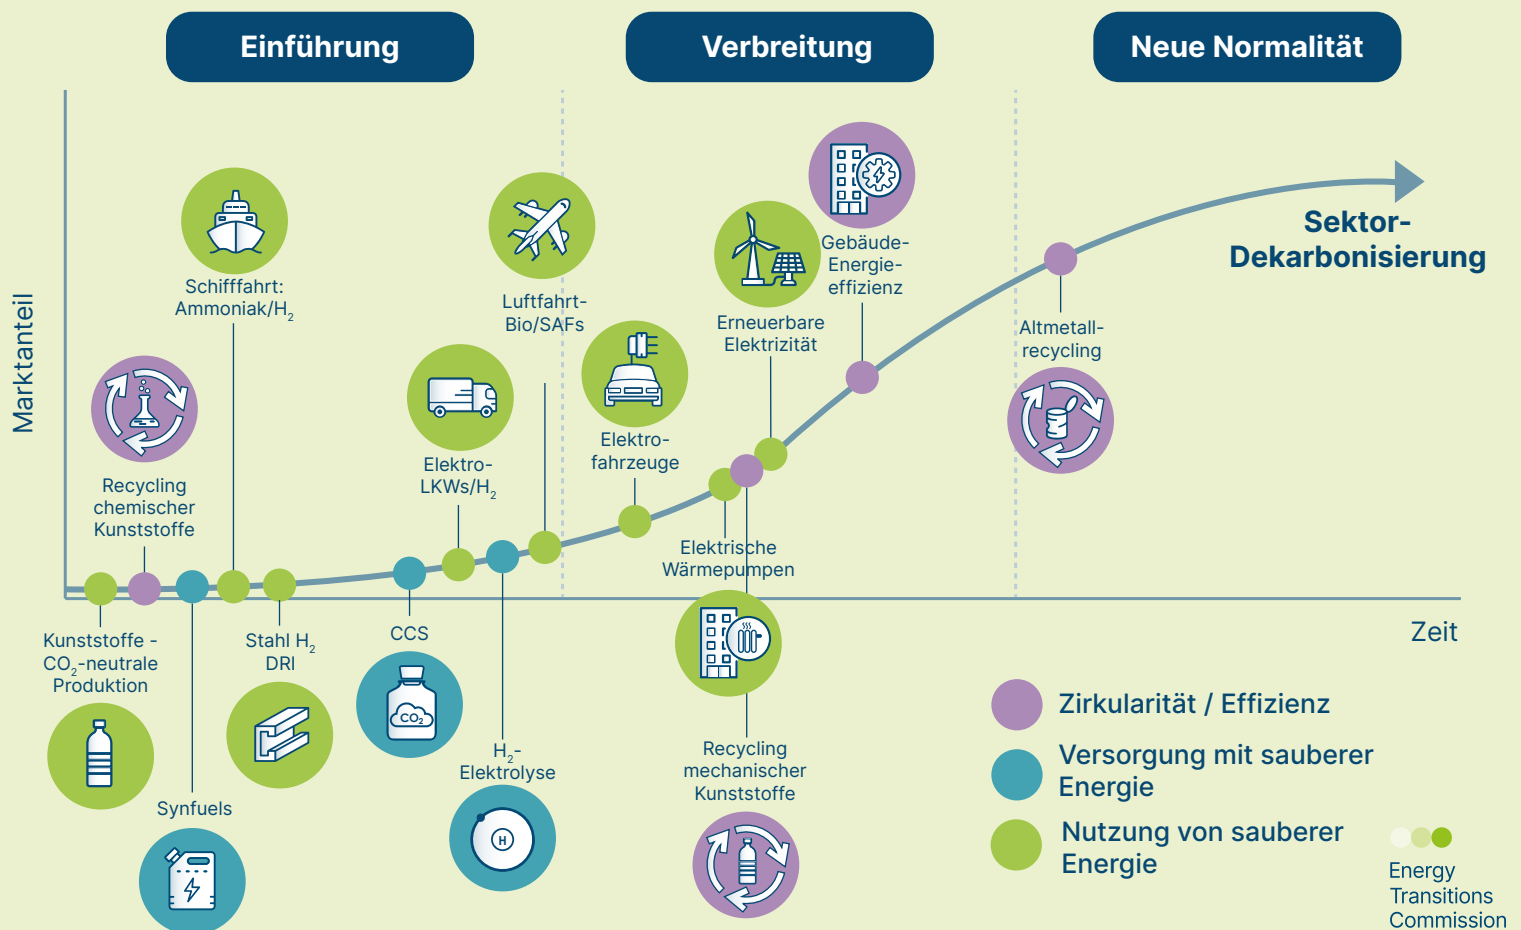 Einführung
Verbreitung
Neue Normalität
Marktanteil
Schifffahrt:
Ammoniak/H2
Recycling
chemischer
Kunststoffe
Elektro-
LKWs/H2
Luftfahrt-
Bio/SAFs
Elektro-
fahrzeuge
Erneuerbare
Elektrizität
Gebäude-
Energie-
effizienz
Altmetall-
recycling
Sektor-
Dekarbonisierung
Elektrische
Wärmepumpen
Zeit
Kunststoffe -
CO2-neutrale
Produktion
Synfuels
Stahl H2
DRI
CCS
CO2
H2-
Elektrolyse
H
Recycling
mechanischer
Kunststoffe
Zirkularität / Effizienz
Versorgung mit sauberer
Energie
Nutzung von sauberer
Energie
Energy
Transitions
Commission